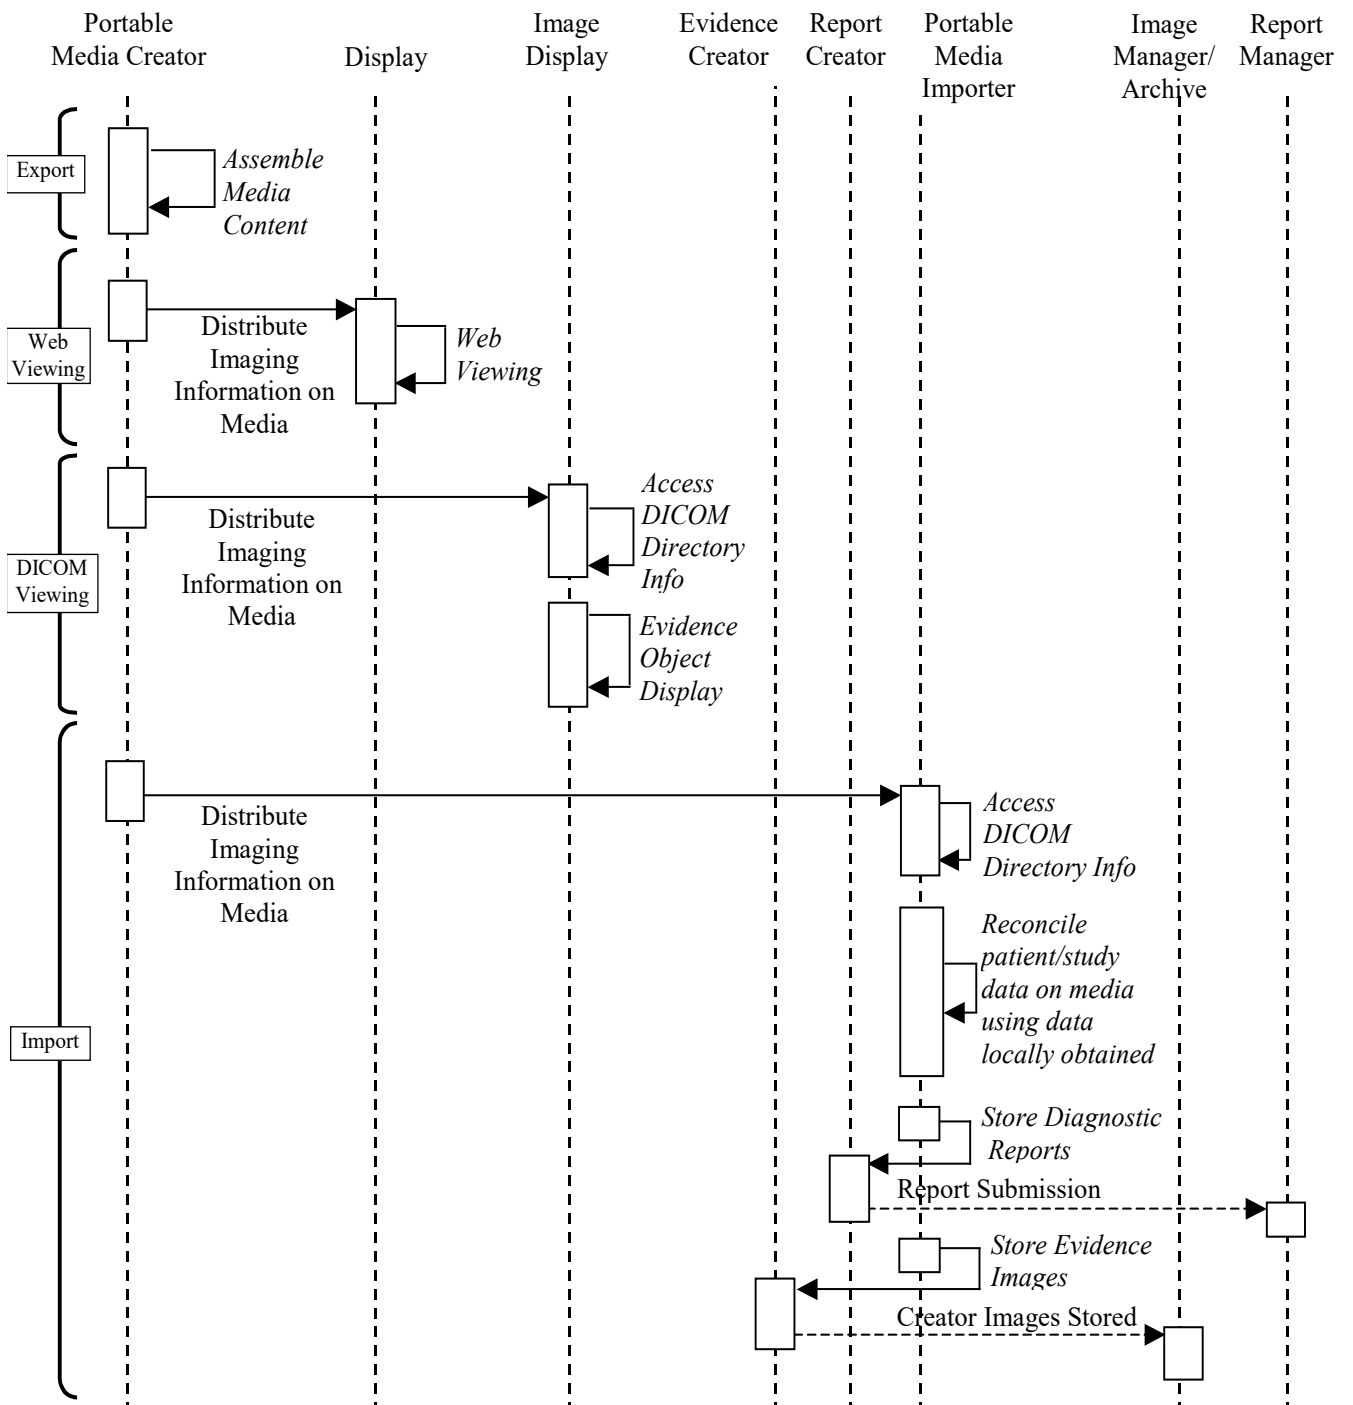 Portable
Media Creator
Display
Image
Display
Evidence
Creator
Report
Creator
Portable
Media
Importer
Image
Manager/
Archive
Report
Manager
Export
Assemble
Media
Content
Web
Viewing
Distribute
Imaging
Information on
Media
Web
Viewing
DICOM
Viewing
Distribute
Imaging
Information on
Media
Access
DICOM
Directory
Info
Evidence
Object
Display
Import
Distribute
Imaging
Information on
Media
Access
DICOM
Directory Info
Reconcile
patient/study
data on media
using data
locally obtained
Store Diagnostic
Reports
Report Submission
Store Evidence
Images
Creator Images Stored